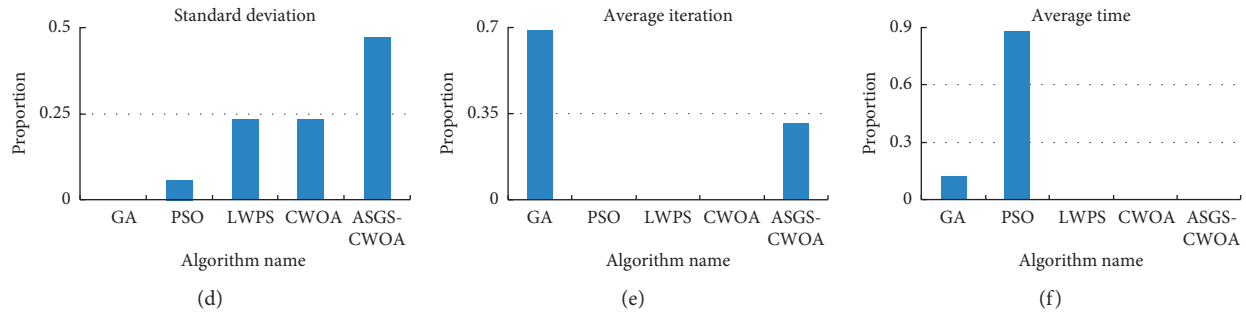 Standard deviation
0.5
0.25
0
Proportion
GA PSO LWPS CWOA ASGS-
CWOA
Algorithm name
(d)
Average iteration
0.7
0.35
0
Proportion
GA PSO LWPS CWOA ASGS-
CWOA
Algorithm name
(e)
Average time
0.9
0.6
0.3
0
Proportion
GA PSO LWPS CWOA ASGS-
CWOA
Algorithm name
(f)